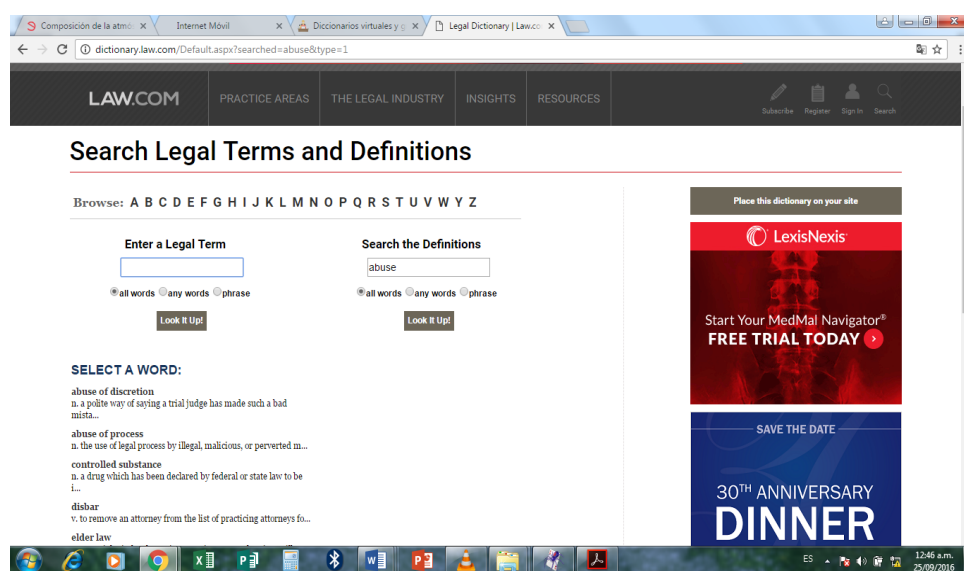 Composición de la atmó
Internet Móvil
Diccionarios virtuales y g
Legal Dictionary | Law.co
dictionary.law.com/Default.aspx?searched=abuse&type=1
LAW.COM
PRACTICE AREAS
THE LEGAL INDUSTRY
INSIGHTS
RESOURCES
Subscribe
Register
Sign In
Search
Search Legal Terms and Definitions
Browse: A B C D E F G H I J K L M N O P Q R S T U V W Y Z
Enter a Legal Term
all words any words phrase
Look It Up!
Search the Definitions
abuse
all words any words phrase
Look It Up!
SELECT A WORD:
abuse of discretion
n. a polite way of saying a trial judge has made such a bad
mista...
abuse of process
n. the use of legal process by illegal, malicious, or perverted m...
controlled substance
n. a drug which has been declared by federal or state law to be
i...
disbar
v. to remove an attorney from the list of practicing attorneys fo...
elder law
Place this dictionary on your site
LexisNexis
Start Your MedMal Navigator®
FREE TRIAL TODAY
SAVE THE DATE
30TH ANNIVERSARY
DINNER
ES
12:46 a.m.
25/09/2016